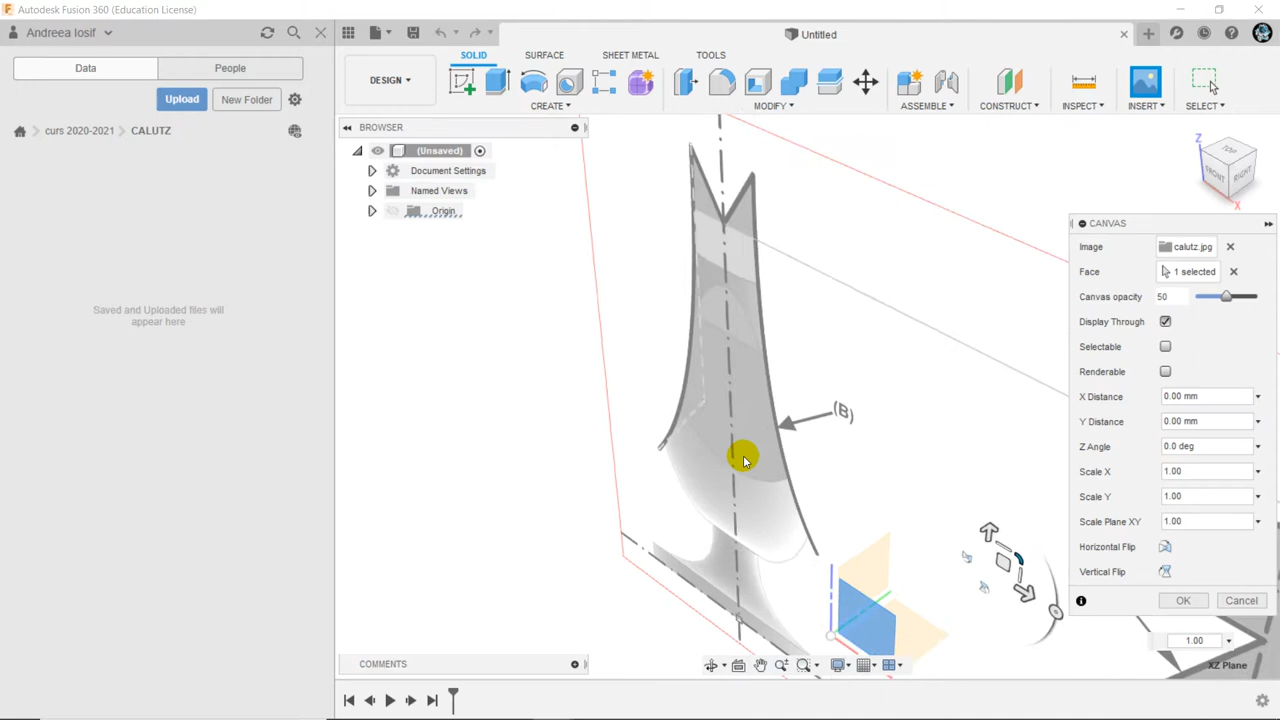 Autodesk Fusion 360 (Education License)
Andreea Iosif
Untitled
Data
People
SOLID
SURFACE
SHEET METAL
TOOLS
DESIGN
Upload
New Folder
CREATE
MODIFY
ASSEMBLE
CONSTRUCT
INSPECT
INSERT
SELECT
curs 2020-2021
CALUTZ
BROWSER
(Unsaved)
Document Settings
Named Views
Origin
Saved and Uploaded files will
appear here
(B)
Z
TOP
FRONT
RIGHT
X
CANVAS
Image
calutz.jpg
Face
1 selected
Canvas opacity
50
Display Through
Selectable
Renderable
X Distance
0.00 mm
Y Distance
0.00 mm
Z Angle
0.0 deg
Scale X
1.00
Scale Y
1.00
Scale Plane XY
1.00
Horizontal Flip
Vertical Flip
OK
Cancel
1.00
COMMENTS
XZ Plane